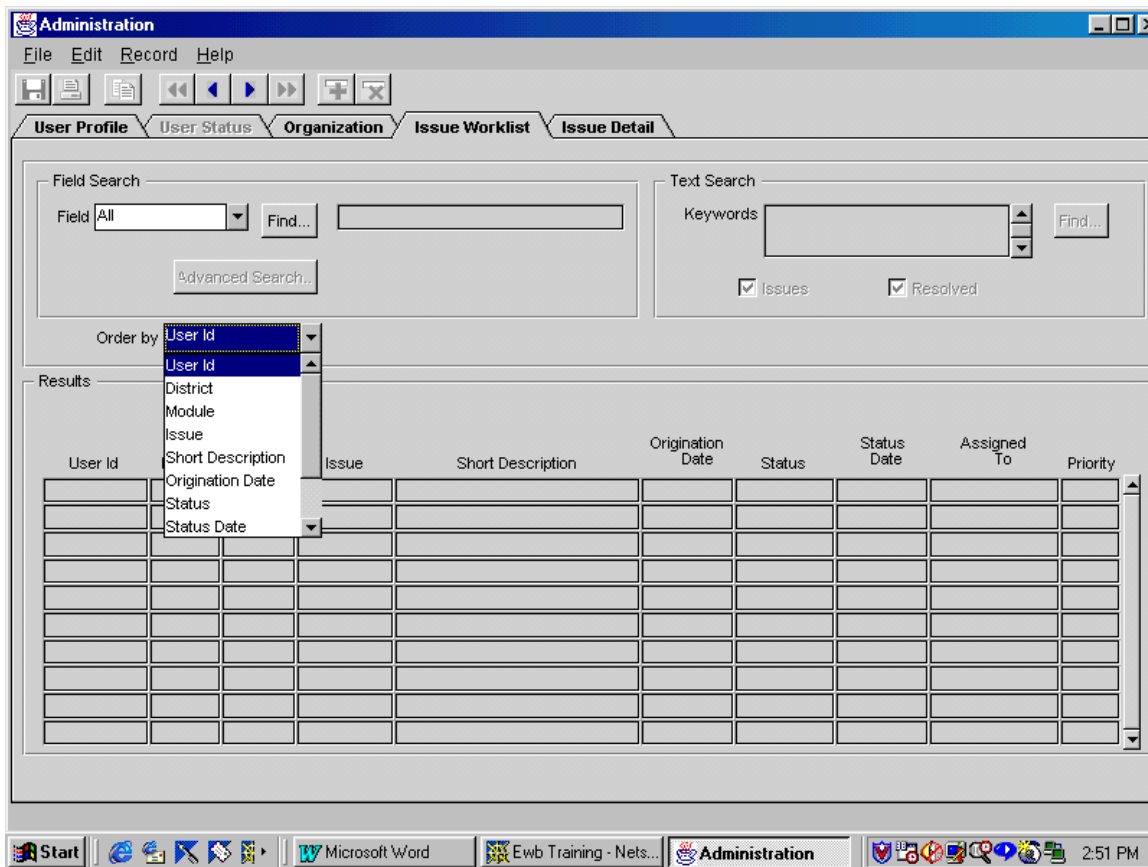 Administration
File Edit Record Help
User Profile User Status Organization Issue Worklist Issue Detail
Field Search
Field All Find...
Advanced Search..
Text Search
Keywords Find...
Issues Resolved
Order by User Id
User Id
District
Module
Issue
Short Description
Origination Date
Status
Status Date
Results
User Id Issue Short Description Origination Date Status Status Date Assigned To Priority
Start Microsoft Word Ewb Training - Nets... Administration 2:51 PM